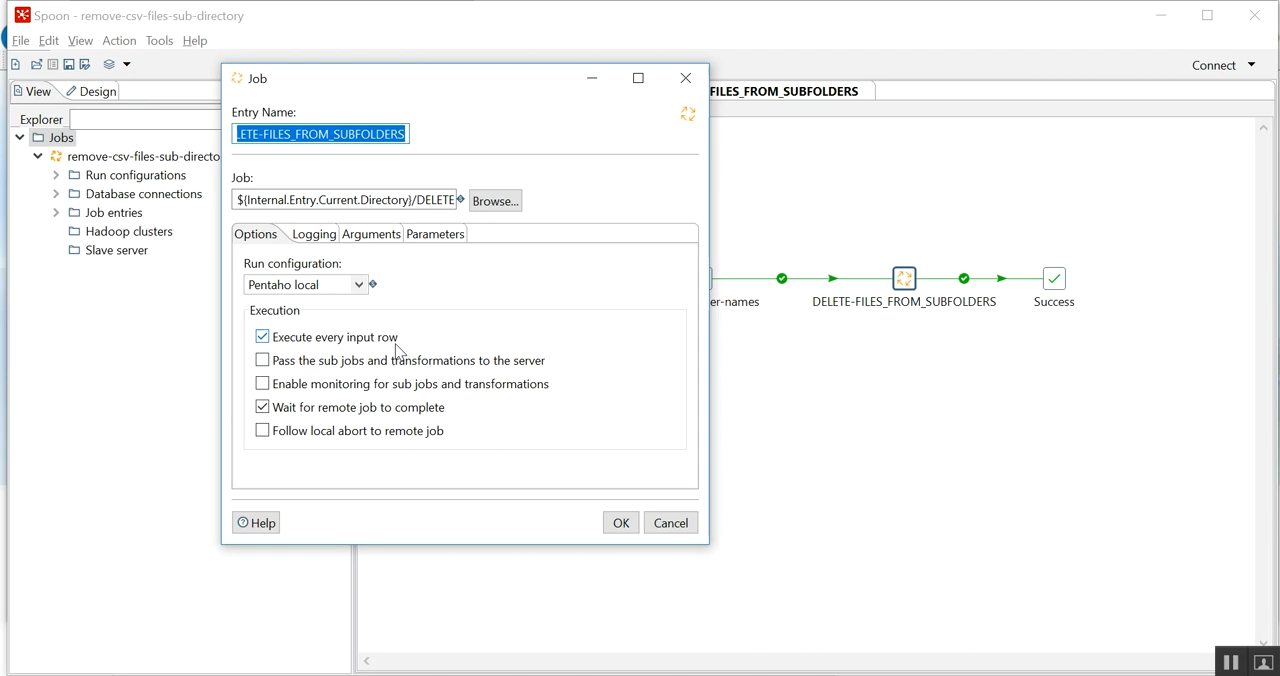 Spoon - remove-csv-files-sub-directory
File Edit View Action Tools Help
Connect
View Design
FILES_FROM_SUBFOLDERS
Explorer
Jobs
remove-csv-files-sub-directo
Run configurations
Database connections
Job entries
Hadoop clusters
Slave server
Job
Entry Name:
.ETE-FILES_FROM_SUBFOLDERS
Job:
${Internal.Entry.Current.Directory}/DELETE
Browse...
Options Logging Arguments Parameters
Run configuration:
Pentaho local
Execution
Execute every input row
Pass the sub jobs and transformations to the server
Enable monitoring for sub jobs and transformations
Wait for remote job to complete
Follow local abort to remote job
Help OK Cancel
er-names DELETE-FILES_FROM_SUBFOLDERS Success